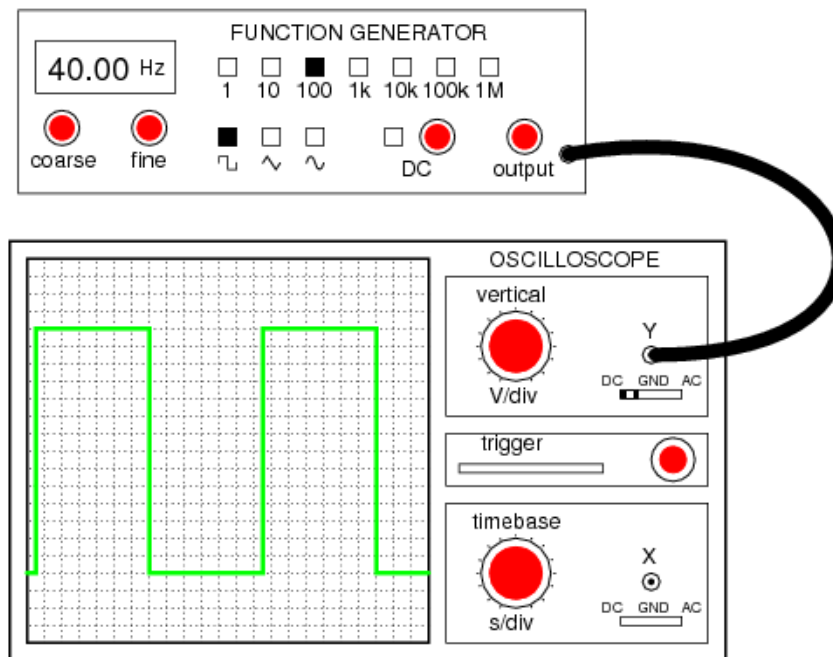 FUNCTION GENERATOR
40.00 Hz
1 10 100 1k 10k 100k 1M
coarse fine DC output
OSCILLOSCOPE
vertical
Y
DC GND AC
V/div
trigger
timebase
X
DC GND AC
s/div